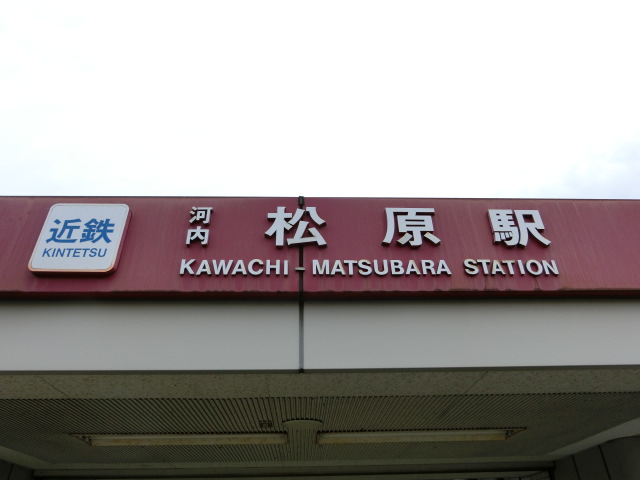 近鉄
KINTETSU
河内 松原駅
KAWACHI-MATSUBARA STATION